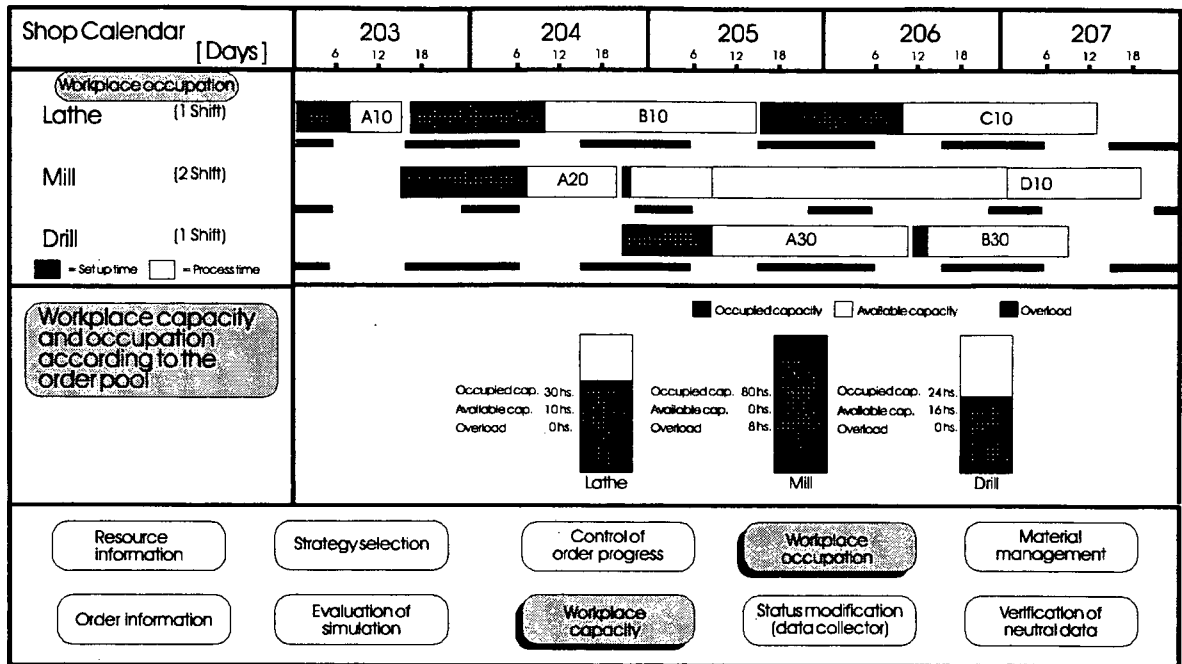 Shop Calendar
[Days]
203 204 205 206 207
6 12 18 6 12 18 6 12 18 6 12 18 6 12 18
Workplace occupation
Lathe (1 Shift)
A10 B10 C10
Mill (2 Shift)
A20 D10
Drill (1 Shift)
A30 B30
= Set up time = Process time
Workplace capacity
and occupation
according to the
order pool
Occupied capacity Available capacity Overload
Occupied cap. 30 hs.
Available cap. 10 hs.
Overload 0 hs.
Lathe
Occupied cap. 80 hs.
Available cap. 0 hs.
Overload 8 hs.
Mill
Occupied cap. 24 hs.
Available cap. 16 hs.
Overload 0 hs.
Drill
Resource
information
Strategy selection
Control of
order progress
Workplace
occupation
Material
management
Order information
Evaluation of
simulation
Workplace
capacity
Status modification
(data collector)
Verification of
neutral data